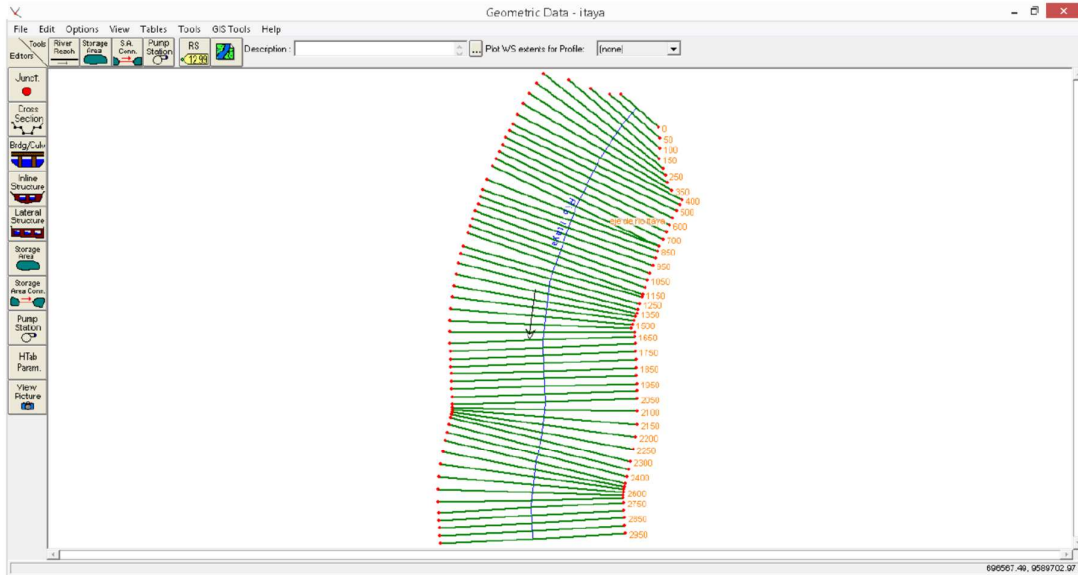 Geometric Data - itaya
File Edit Options View Tables Tools GIS Tools Help
Tools
Editors
River
Reach
Storage
Area
S.A.
Conn.
Pump
Station
RS
12.99
Description :
...
Plot WS extents for Profile:
(none)
Junct.
Cross
Section
Brdg/Culv
Inline
Structure
Lateral
Structure
Storage
Area
Storage
Area Conn.
Pump
Station
HTab
Param.
View
Picture
0
50
100
150
250
350
400
500
600
700
850
950
1050
1150
1250
1350
1500
1650
1750
1850
1950
2050
2100
2150
2200
2250
2300
2400
2600
2750
2850
2950
eje de rio itaya
696567.49, 9589702.97